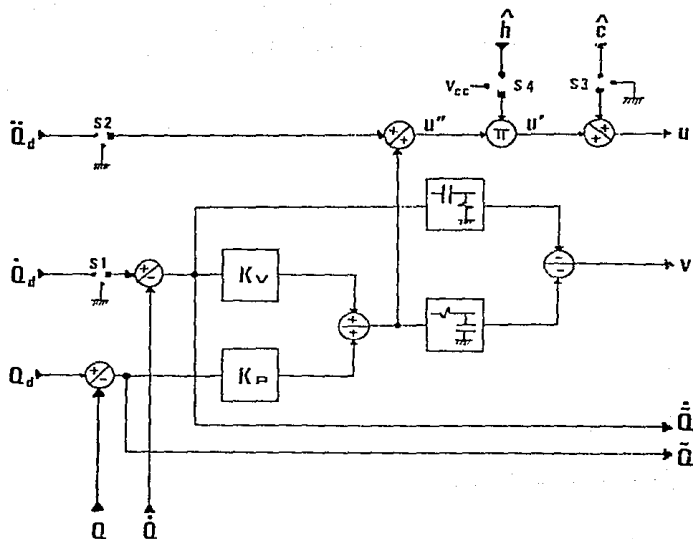 ĥ
ĉ
Vcc
S4
S3
Q̈d
S2
+
+
u''
π
u'
+
+
u
Q̇d
S1
+
−
Kv
−
−
v
+
+
Qd
+
−
Kp
Q̃̇
Q̃
Q
Q̇